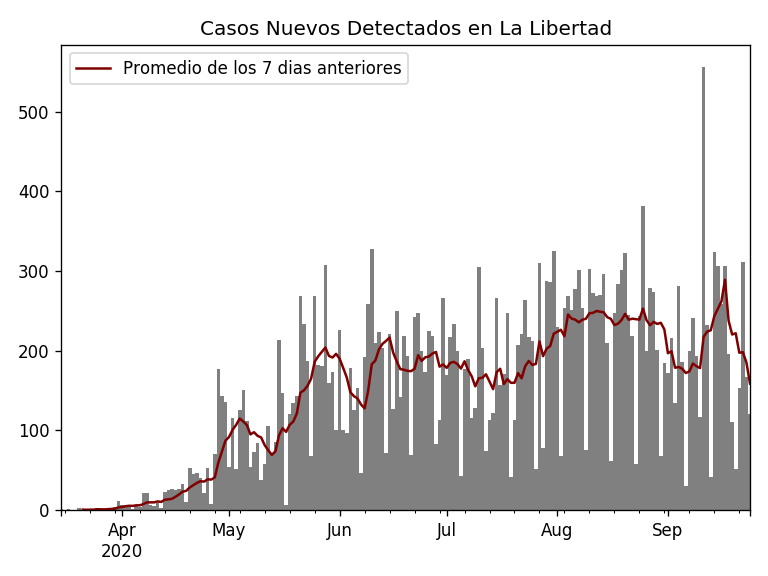 Casos Nuevos Detectados en La Libertad
Promedio de los 7 dias anteriores
500
400
300
200
100
0
Apr May Jun Jul Aug Sep
2020